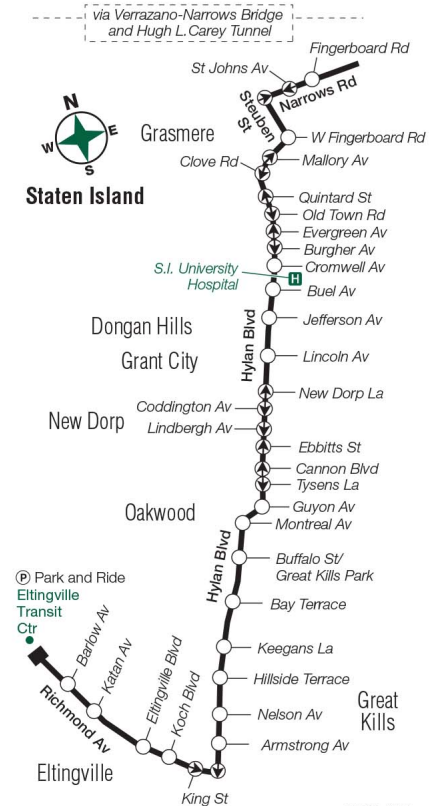 via Verrazano-Narrows Bridge
and Hugh L. Carey Tunnel
Fingerboard Rd
St Johns Av
Narrows Rd
Steuben
St
N
W
E
S
Staten Island
Grasmere
W Fingerboard Rd
Mallory Av
Clove Rd
Quintard St
Old Town Rd
Evergreen Av
Burgher Av
Cromwell Av
S.I. University
Hospital
H
Buel Av
Hylan Blvd
Jefferson Av
Dongan Hills
Lincoln Av
Grant City
New Dorp La
Coddington Av
New Dorp
Lindbergh Av
Ebbitts St
Cannon Blvd
Tysens La
Guyon Av
Oakwood
Montreal Av
Hylan Blvd
Buffalo St/
Great Kills Park
Bay Terrace
Keegans La
Hillside Terrace
Nelson Av
Great
Kills
Armstrong Av
P Park and Ride
Eltingville
Transit
Ctr
Barlow Av
Katan Av
Eltingville Blvd
Koch Blvd
Richmond Av
Eltingville
King St